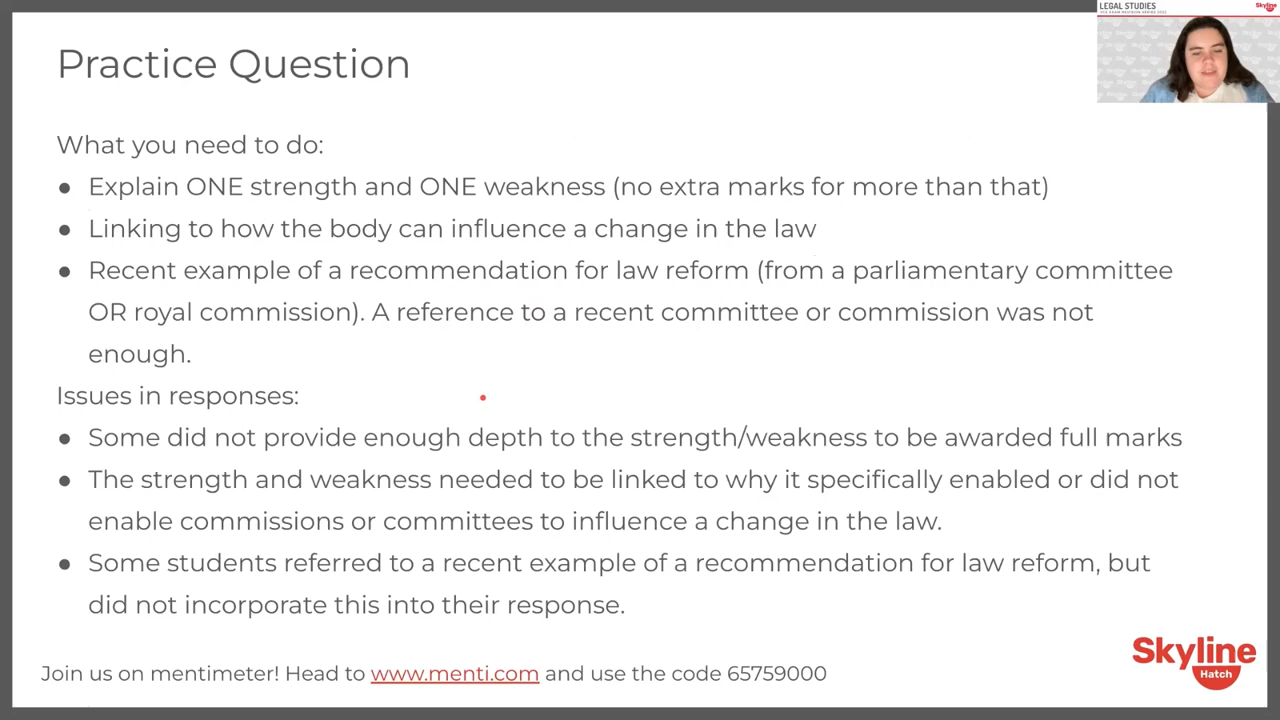 LEGAL STUDIES
Skyline
Practice Question
What you need to do:
● Explain ONE strength and ONE weakness (no extra marks for more than that)
● Linking to how the body can influence a change in the law
● Recent example of a recommendation for law reform (from a parliamentary committee
OR royal commission). A reference to a recent committee or commission was not
enough.
Issues in responses:
● Some did not provide enough depth to the strength/weakness to be awarded full marks
● The strength and weakness needed to be linked to why it specifically enabled or did not
enable commissions or committees to influence a change in the law.
● Some students referred to a recent example of a recommendation for law reform, but
did not incorporate this into their response.
Join us on mentimeter! Head to www.menti.com and use the code 65759000
Skyline
Hatch